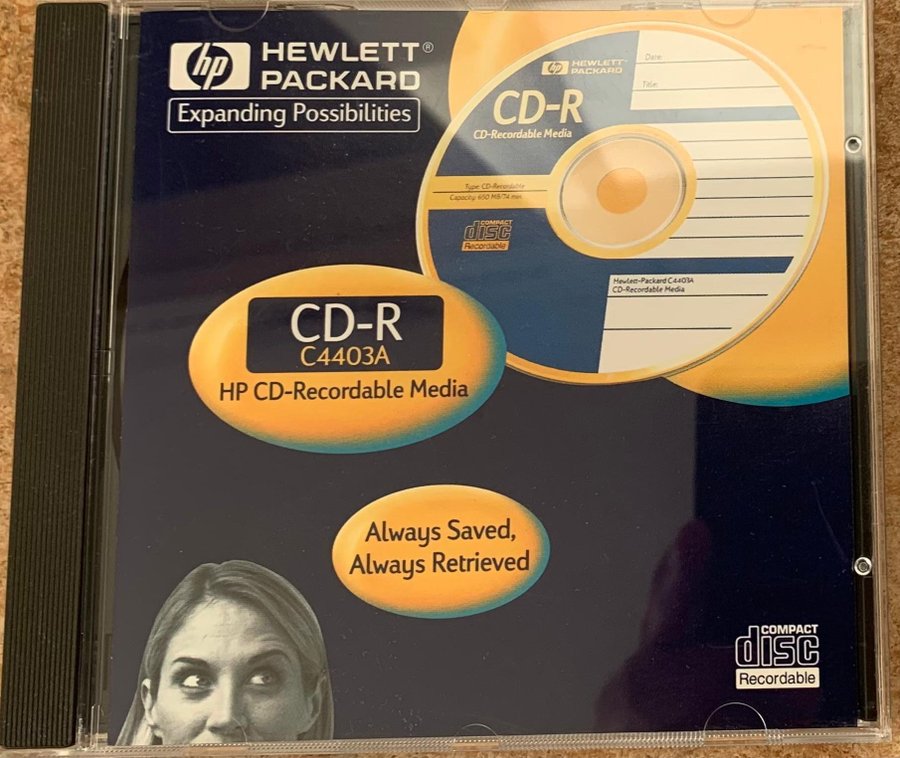 hp HEWLETT®
PACKARD
Expanding Possibilities
hp HEWLETT
PACKARD
CD-R
CD-Recordable Media
Date:
Title:
Type: CD-Recordable
Capacity: 650 MB/74 min.
COMPACT
disc
Recordable
Hewlett-Packard C4403A
CD-Recordable Media
CD-R
C4403A
HP CD-Recordable Media
Always Saved,
Always Retrieved
COMPACT
disc
Recordable